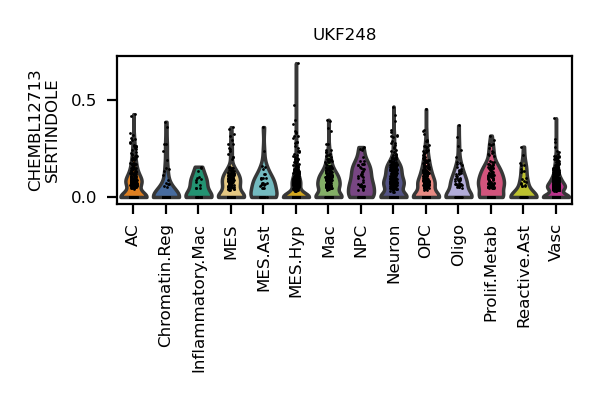 UKF248
CHEMBL12713
SERTINDOLE
0.5
0.0
AC
Chromatin.Reg
Inflammatory.Mac
MES
MES.Ast
MES.Hyp
Mac
NPC
Neuron
OPC
Oligo
Prolif.Metab
Reactive.Ast
Vasc